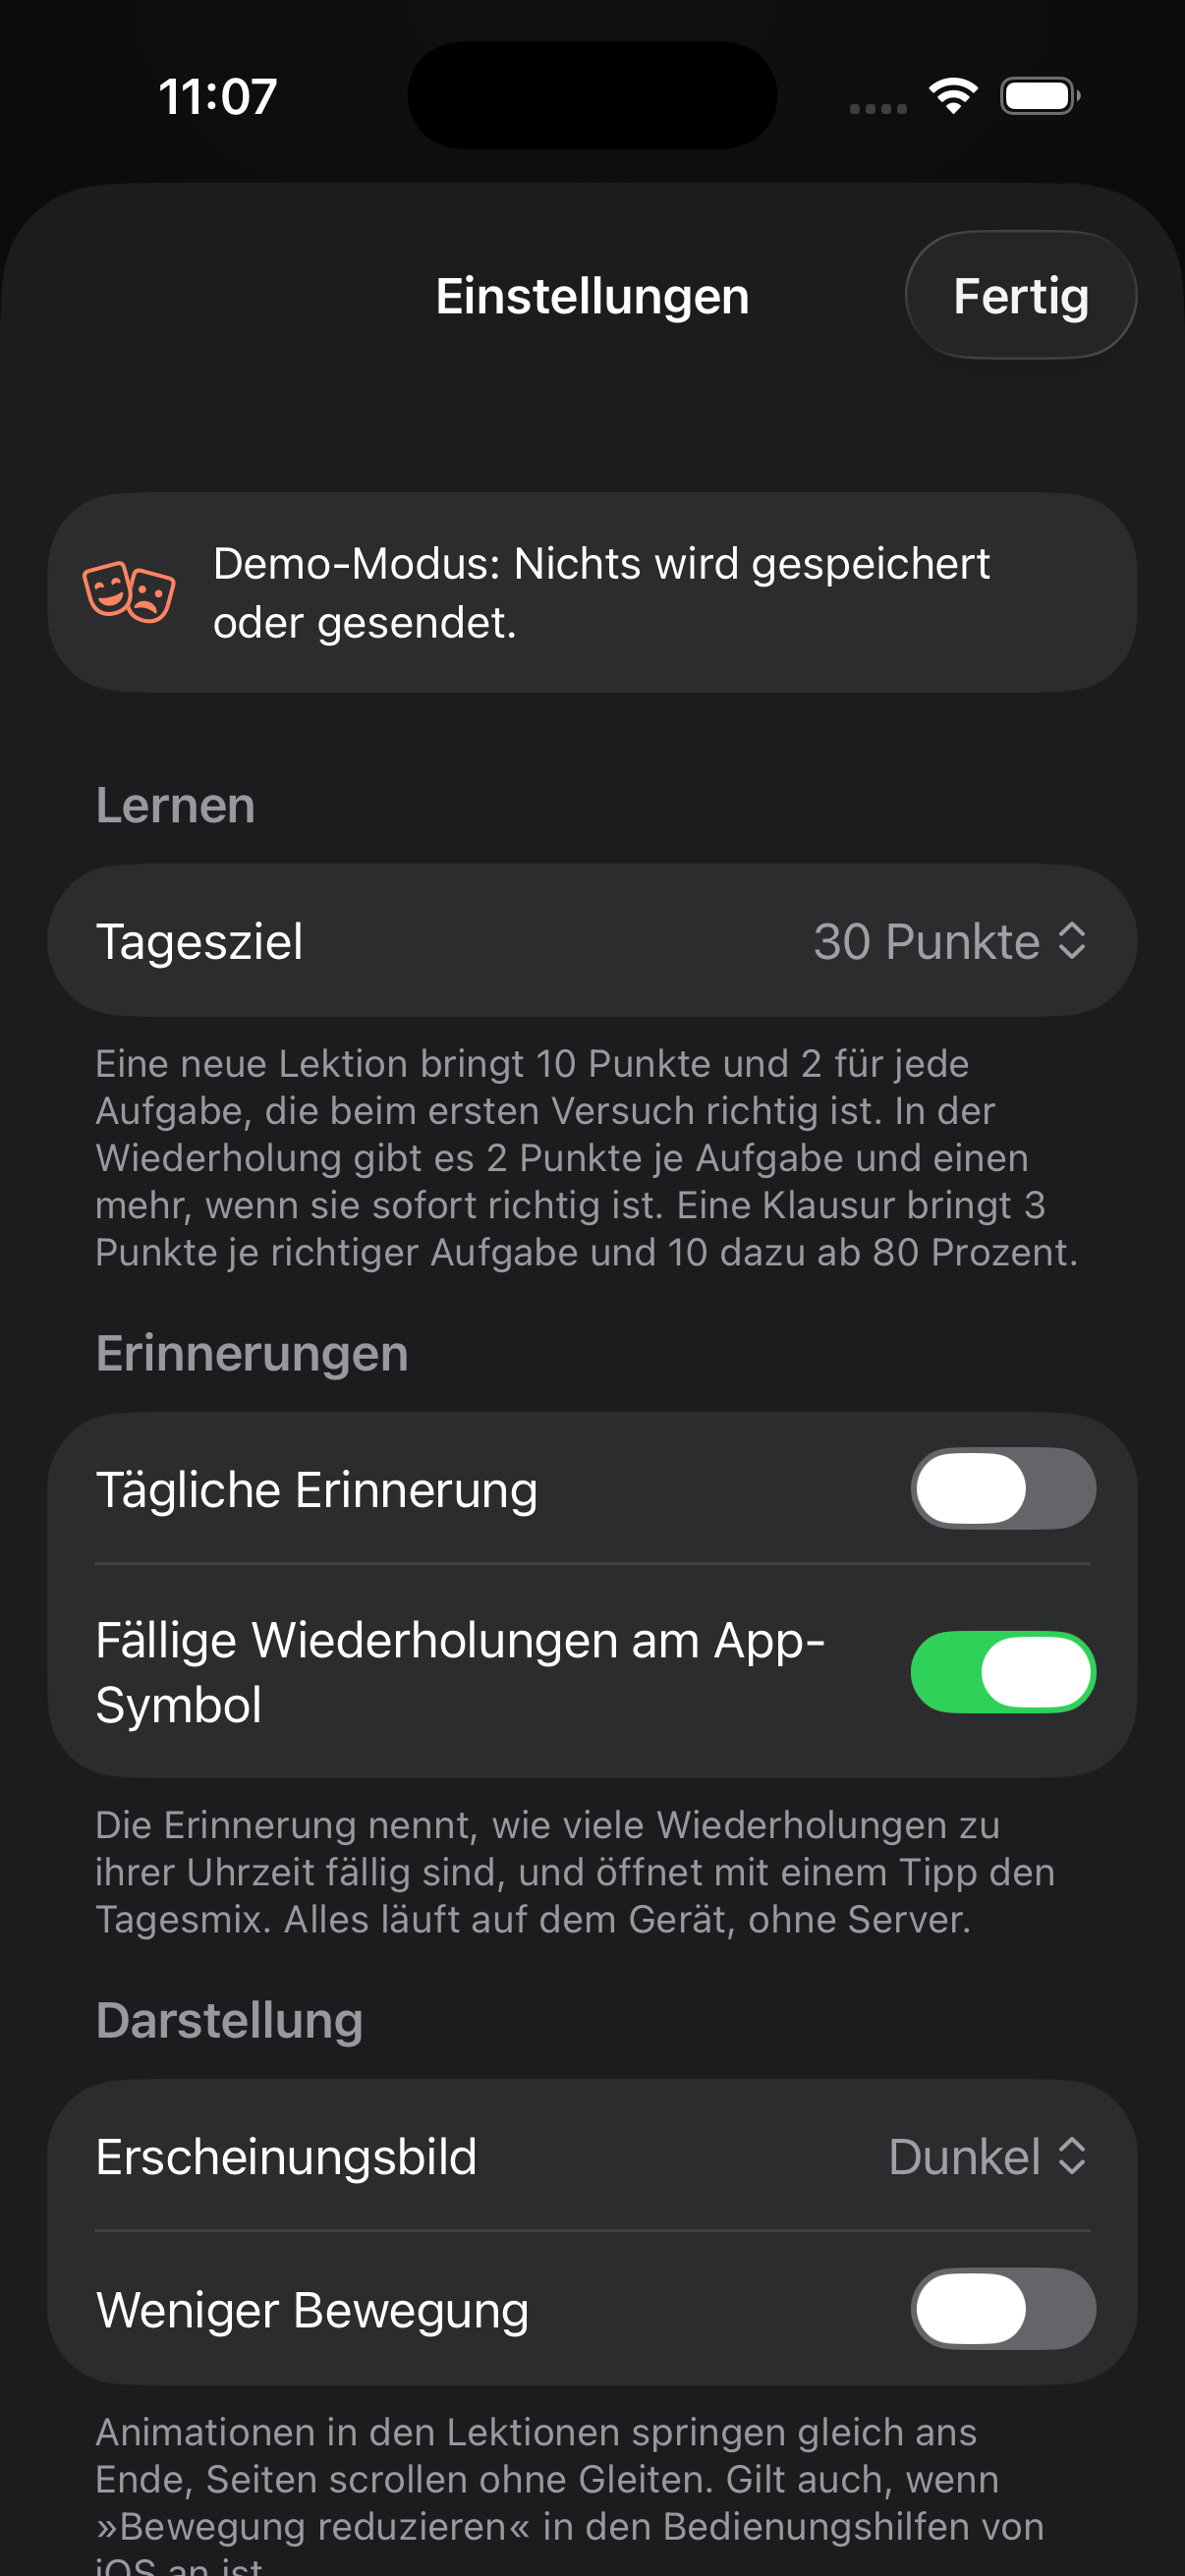 11:07
Einstellungen
Fertig
Demo-Modus: Nichts wird gespeichert
oder gesendet.
Lernen
Tagesziel
30 Punkte
Eine neue Lektion bringt 10 Punkte und 2 für jede
Aufgabe, die beim ersten Versuch richtig ist. In der
Wiederholung gibt es 2 Punkte je Aufgabe und einen
mehr, wenn sie sofort richtig ist. Eine Klausur bringt 3
Punkte je richtiger Aufgabe und 10 dazu ab 80 Prozent.
Erinnerungen
Tägliche Erinnerung
Fällige Wiederholungen am App-
Symbol
Die Erinnerung nennt, wie viele Wiederholungen zu
ihrer Uhrzeit fällig sind, und öffnet mit einem Tipp den
Tagesmix. Alles läuft auf dem Gerät, ohne Server.
Darstellung
Erscheinungsbild
Dunkel
Weniger Bewegung
Animationen in den Lektionen springen gleich ans
Ende, Seiten scrollen ohne Gleiten. Gilt auch, wenn
»Bewegung reduzieren« in den Bedienungshilfen von
iOS an ist